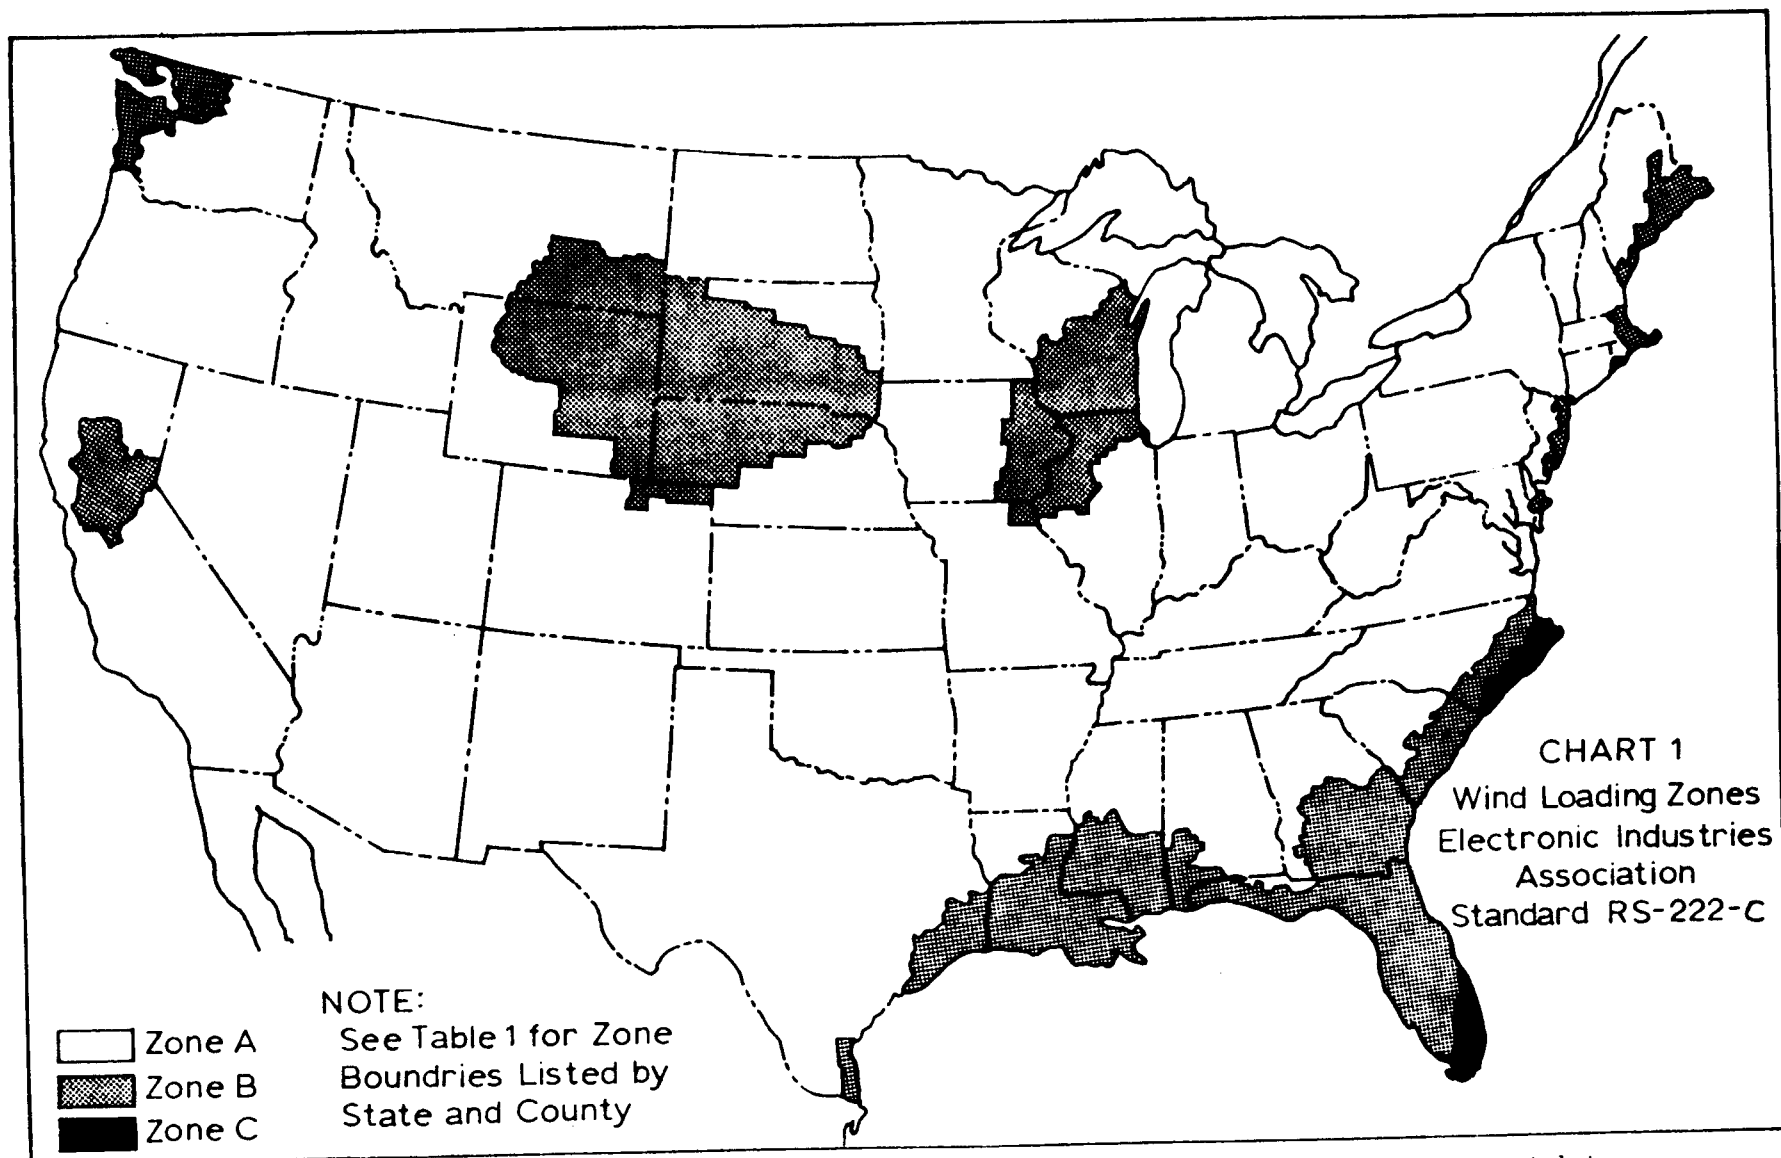 CHART 1
Wind Loading Zones
Electronic Industries
Association
Standard RS-222-C
NOTE:
See Table 1 for Zone
Boundries Listed by
State and County
Zone A
Zone B
Zone C